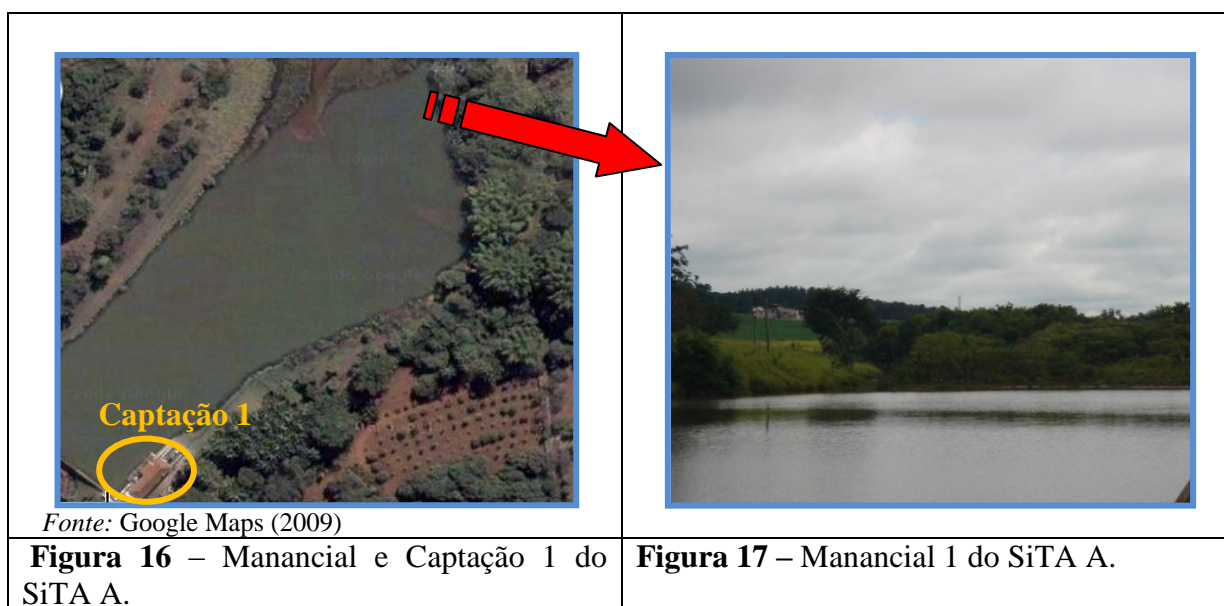 Captação 1
Fonte: Google Maps (2009)
Figura 16 – Manancial e Captação 1 do
SiTA A.
Figura 17 – Manancial 1 do SiTA A.